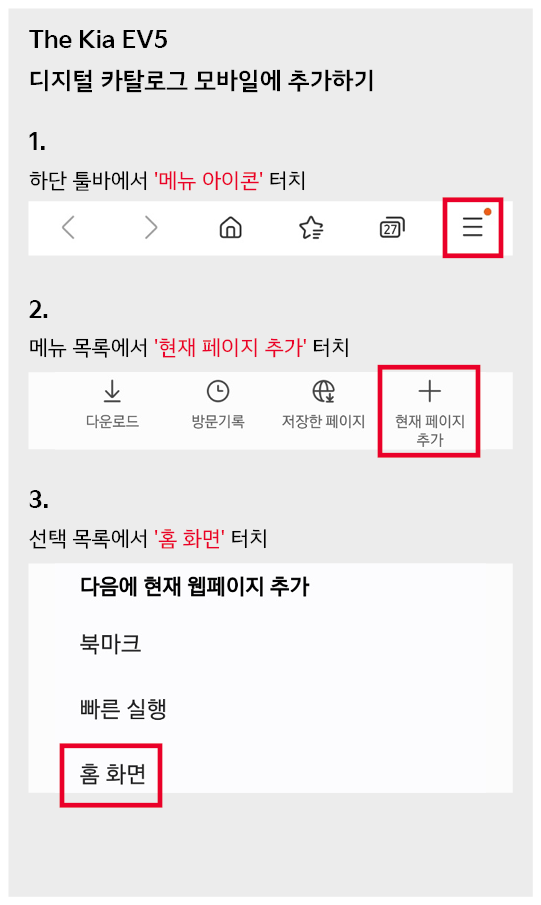 The Kia EV5
디지털 카탈로그 모바일에 추가하기
1.
하단 툴바에서 '메뉴 아이콘' 터치
27
2.
메뉴 목록에서 '현재 페이지 추가' 터치
다운로드 방문기록 저장한 페이지 현재 페이지
추가
3.
선택 목록에서 '홈 화면' 터치
다음에 현재 웹페이지 추가
북마크
빠른 실행
홈 화면